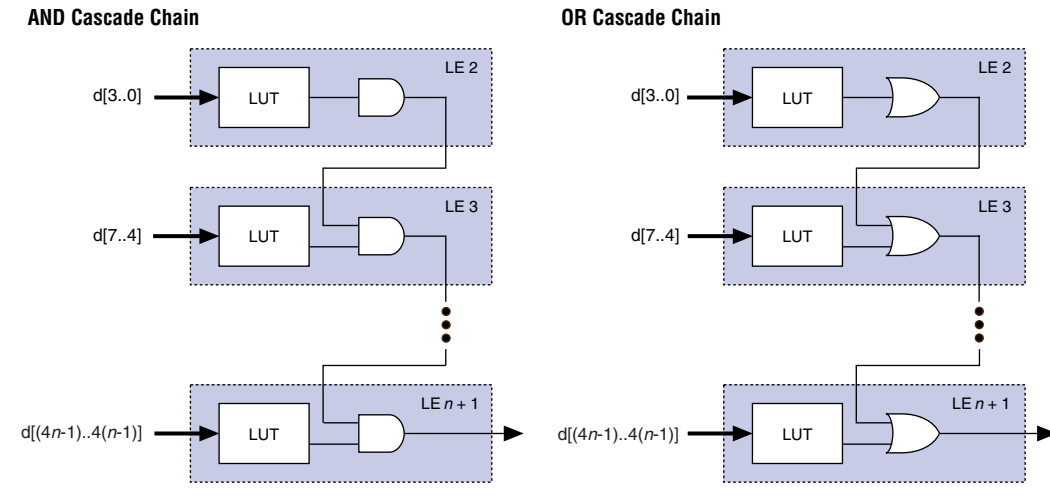 AND Cascade Chain
OR Cascade Chain
LE 2
d[3..0]
LUT
LE 3
d[7..4]
LUT
LE n + 1
d[(4n-1)..4(n-1)]
LUT
LE 2
d[3..0]
LUT
LE 3
d[7..4]
LUT
LE n + 1
d[(4n-1)..4(n-1)]
LUT